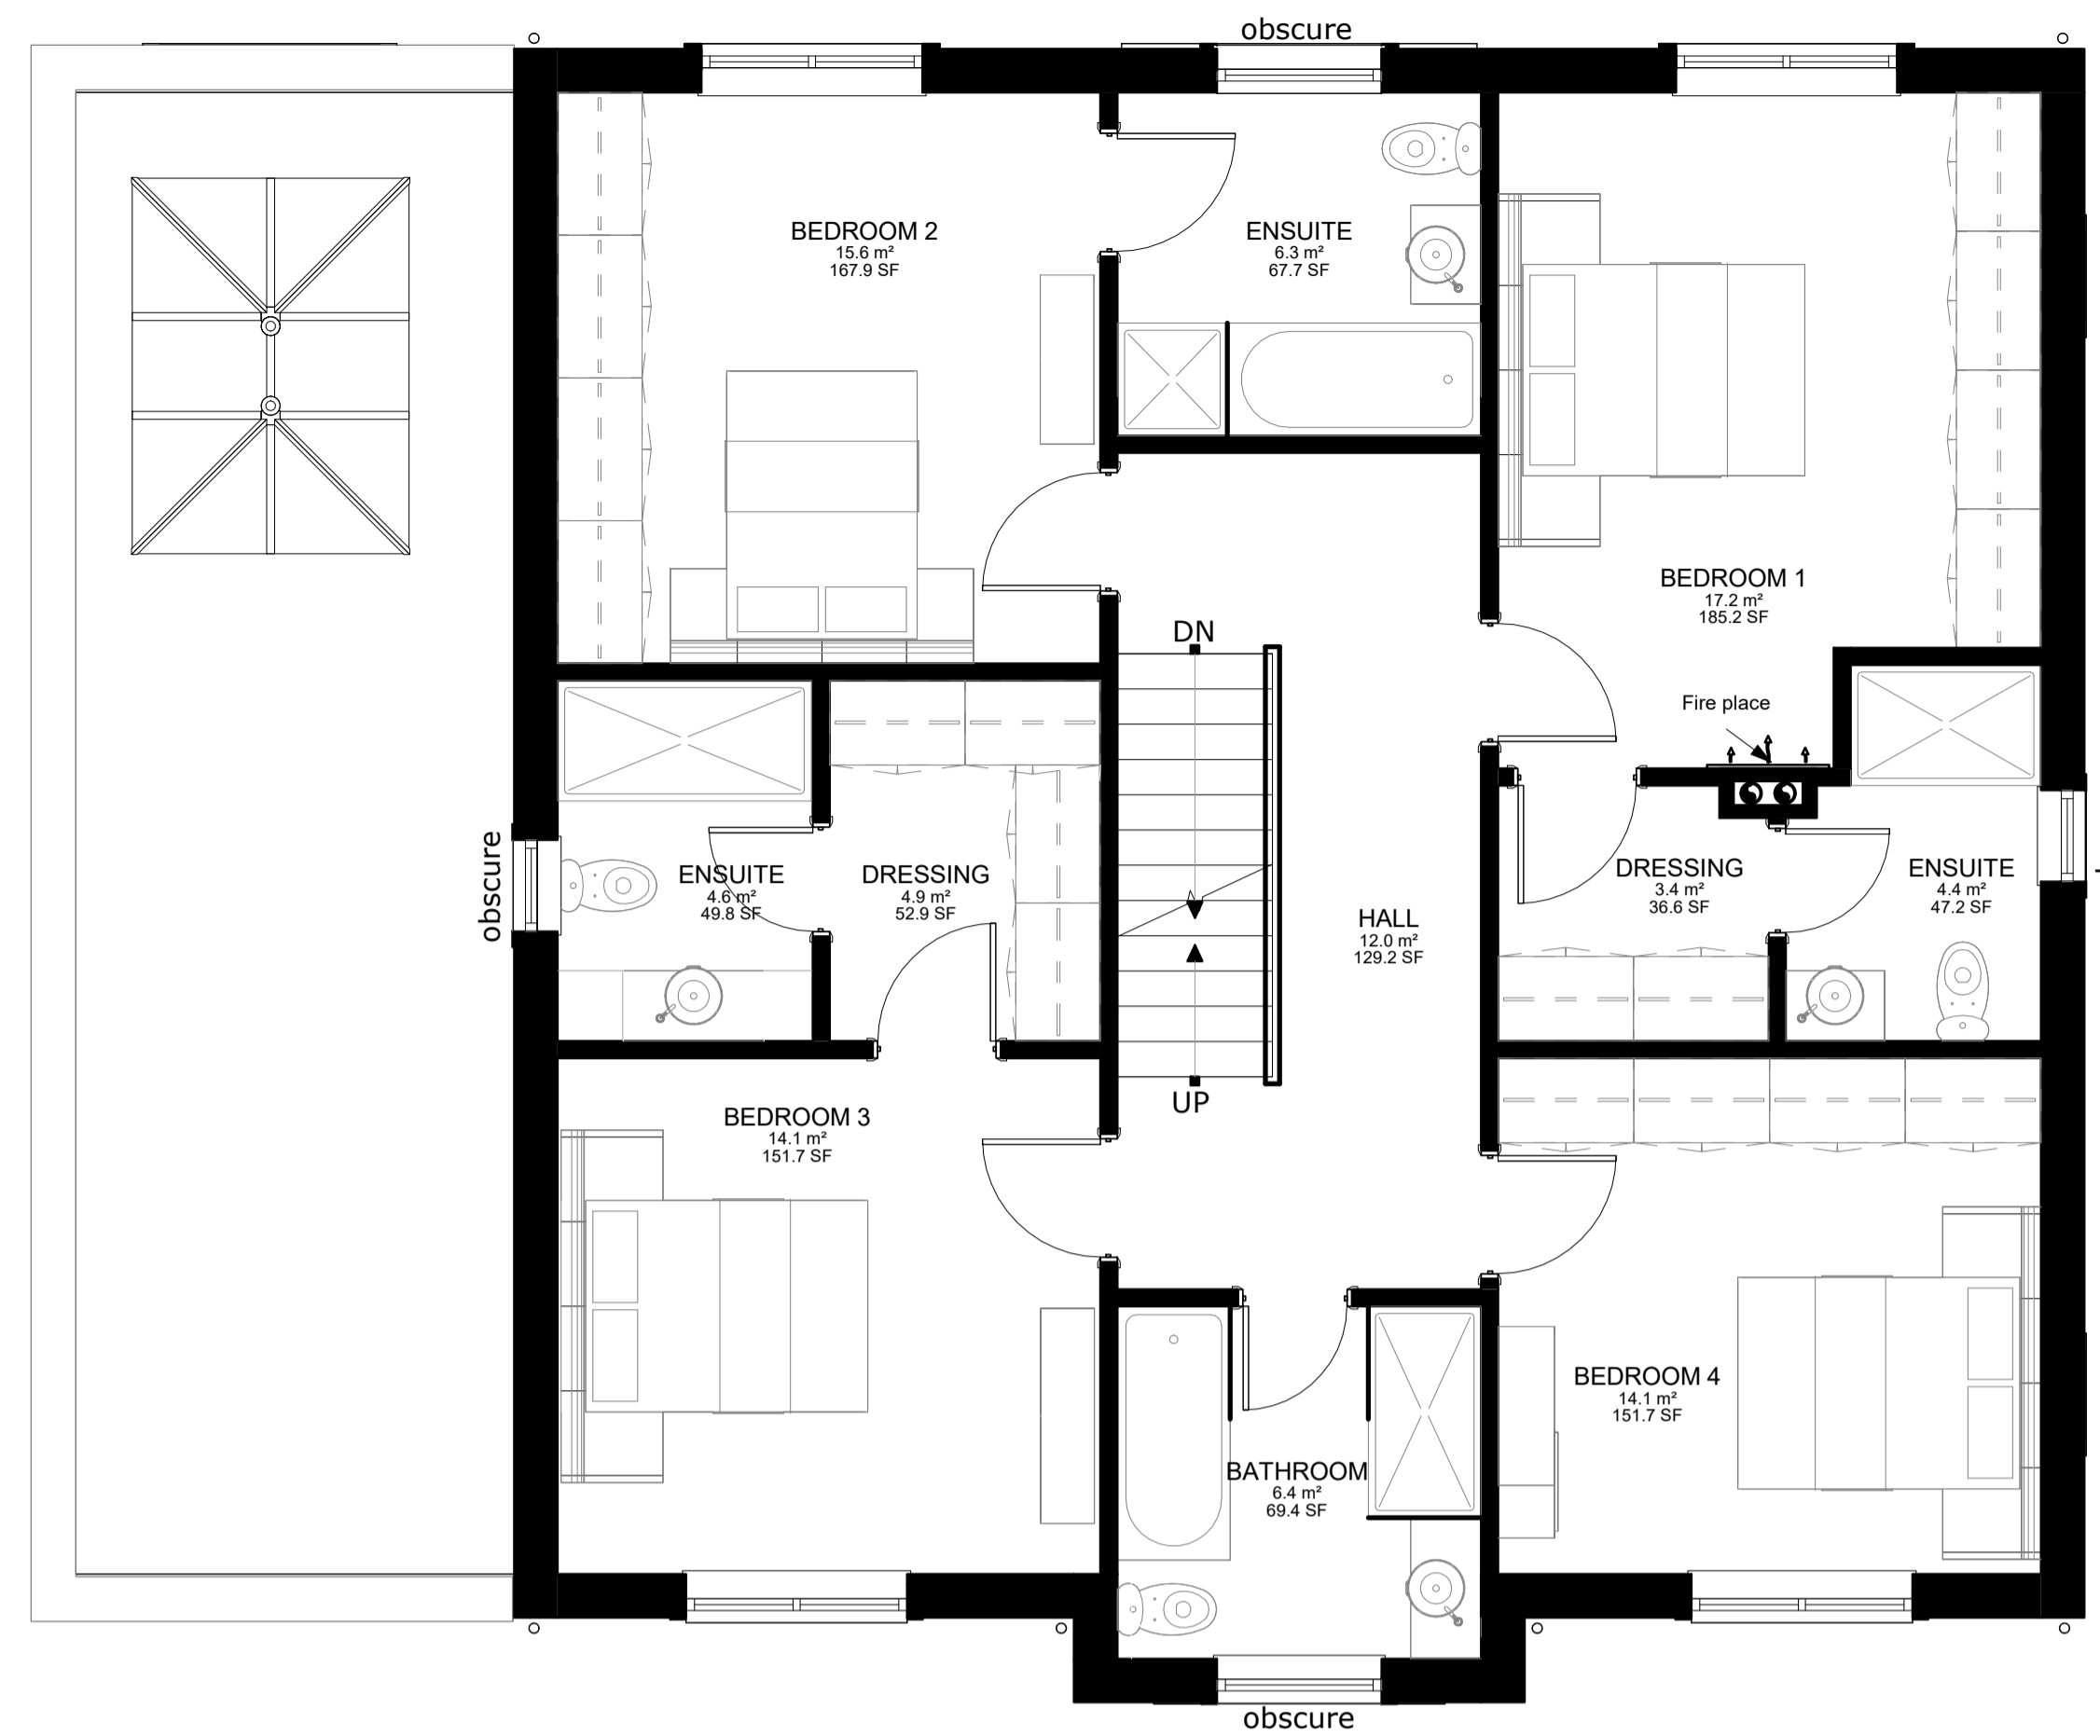 obscure
BEDROOM 2
15.6 m²
167.9 SF
ENSUITE
6.3 m²
67.7 SF
BEDROOM 1
17.2 m²
185.2 SF
DN
Fire place
obscure
ENSUITE
4.6 m²
49.8 SF
DRESSING
4.9 m²
52.9 SF
HALL
12.0 m²
129.2 SF
DRESSING
3.4 m²
36.6 SF
ENSUITE
4.4 m²
47.2 SF
UP
BEDROOM 3
14.1 m²
151.7 SF
BEDROOM 4
14.1 m²
151.7 SF
BATHROOM
6.4 m²
69.4 SF
obscure